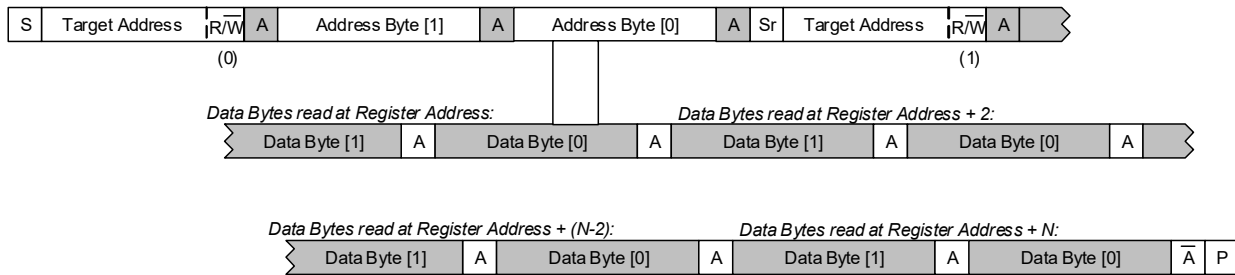 S Target Address R/W̅ A Address Byte [1] A Address Byte [0] A Sr Target Address R/W̅ A
(0) (1)
Data Bytes read at Register Address: Data Bytes read at Register Address + 2:
Data Byte [1] A Data Byte [0] A Data Byte [1] A Data Byte [0] A
Data Bytes read at Register Address + (N-2): Data Bytes read at Register Address + N:
Data Byte [1] A Data Byte [0] A Data Byte [1] A Data Byte [0] A̅ P